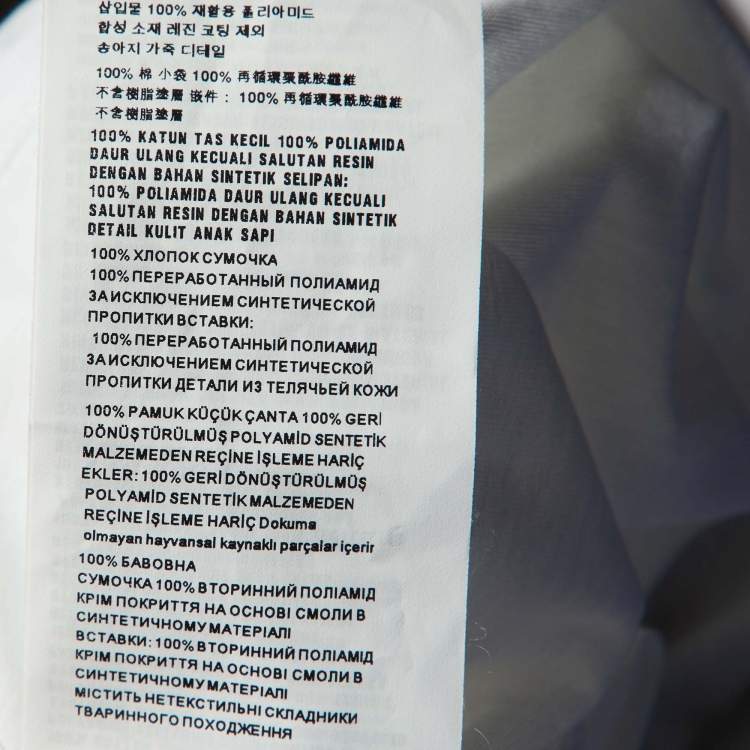 삽입물 100% 재활용 폴리아미드
합성 소재 레진 코팅 제외
송아지 가죽 디테일
100% 棉 小袋 100% 再循環聚酰胺纖維
不含樹脂塗層 嵌件： 100% 再循環聚酰胺纖維
不含樹脂塗層
100% KATUN TAS KECIL 100% POLIAMIDA
DAUR ULANG KECUALI SALUTAN RESIN
DENGAN BAHAN SINTETIK SELIPAN:
100% POLIAMIDA DAUR ULANG KECUALI
SALUTAN RESIN DENGAN BAHAN SINTETIK
DETAIL KULIT ANAK SAPI
100% ХЛОПОК СУМОЧКА
100% ПЕРЕРАБОТАННЫЙ ПОЛИАМИД
ЗА ИСКЛЮЧЕНИЕМ СИНТЕТИЧЕСКОЙ
ПРОПИТКИ ВСТАВКИ:
100% ПЕРЕРАБОТАННЫЙ ПОЛИАМИД
ЗА ИСКЛЮЧЕНИЕМ СИНТЕТИЧЕСКОЙ
ПРОПИТКИ ДЕТАЛИ ИЗ ТЕЛЯЧЬЕЙ КОЖИ
100% PAMUK KÜÇÜK ÇANTA 100% GERİ
DÖNÜŞTÜRÜLMÜŞ POLYAMİD SENTETİK
MALZEMEDEN REÇİNE İŞLEME HARİÇ
EKLER: 100% GERİ DÖNÜŞTÜRÜLMÜŞ
POLYAMİD SENTETİK MALZEMEDEN
REÇİNE İŞLEME HARİÇ Dokuma
olmayan hayvansal kaynaklı parçalar içerir
100% БАВОВНА
СУМОЧКА 100% ВТОРИННИЙ ПОЛІАМІД
КРІМ ПОКРИТТЯ НА ОСНОВІ СМОЛИ В
СИНТЕТИЧНОМУ МАТЕРІАЛІ
ВСТАВКИ: 100% ВТОРИННИЙ ПОЛІАМІД
КРІМ ПОКРИТТЯ НА ОСНОВІ СМОЛИ В
СИНТЕТИЧНОМУ МАТЕРІАЛІ
МІСТИТЬ НЕТЕКСТИЛЬНІ СКЛАДНИКИ
ТВАРИННОГО ПОХОДЖЕННЯ